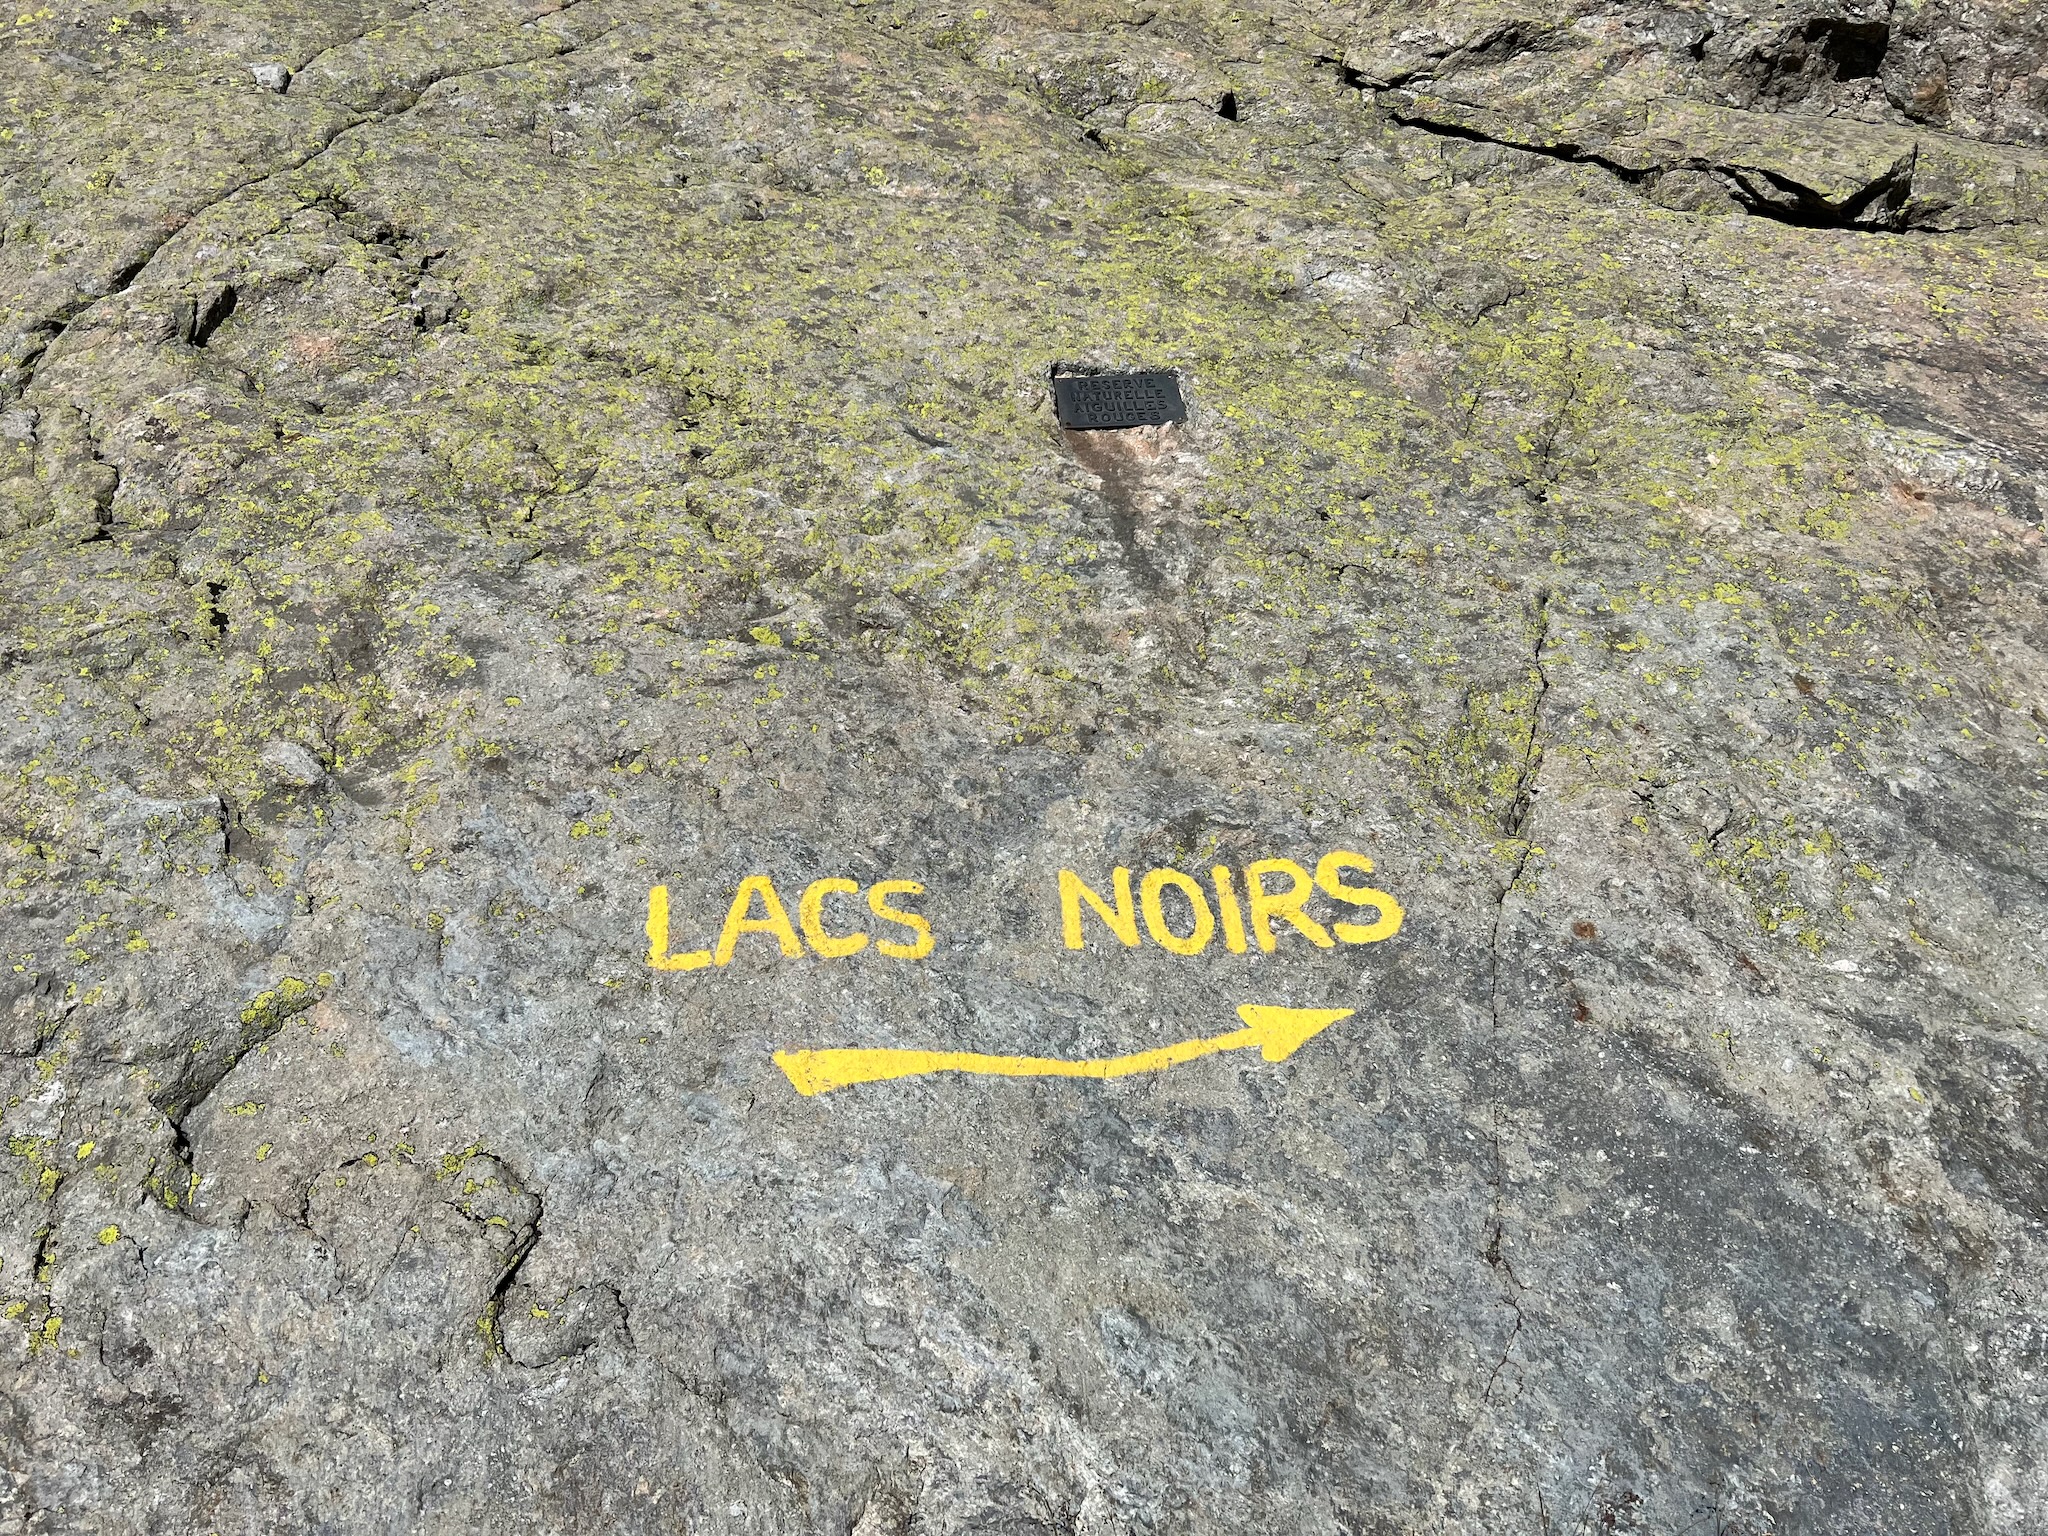 RESERVE
NATURELLE
AIGUILLES
ROUGES
LACS NOIRS